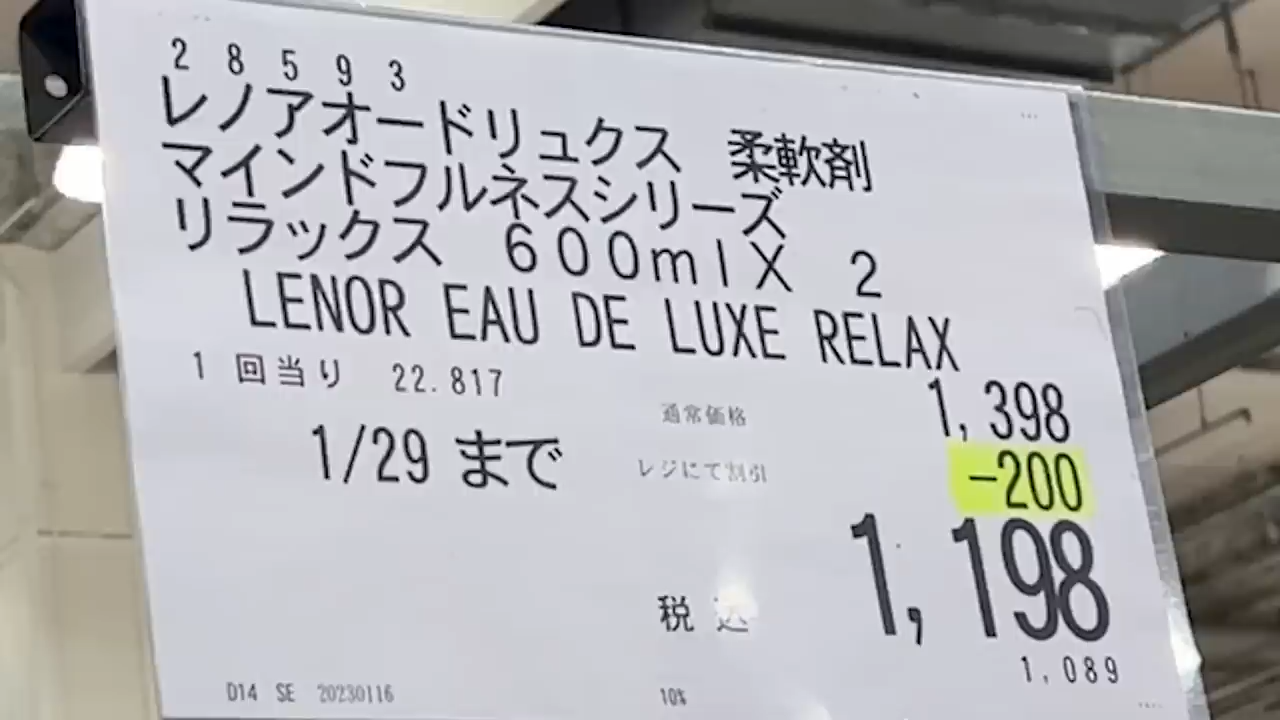 28593
レノアオードリュクス 柔軟剤
マインドフルネスシリーズ
リラックス 600mlX 2
LENOR EAU DE LUXE RELAX
1 回当り 22.817
通常価格 1,398
1/29 まで レジにて割引 -200
税込 1,198
1,089
D14 SE 20230116 10%